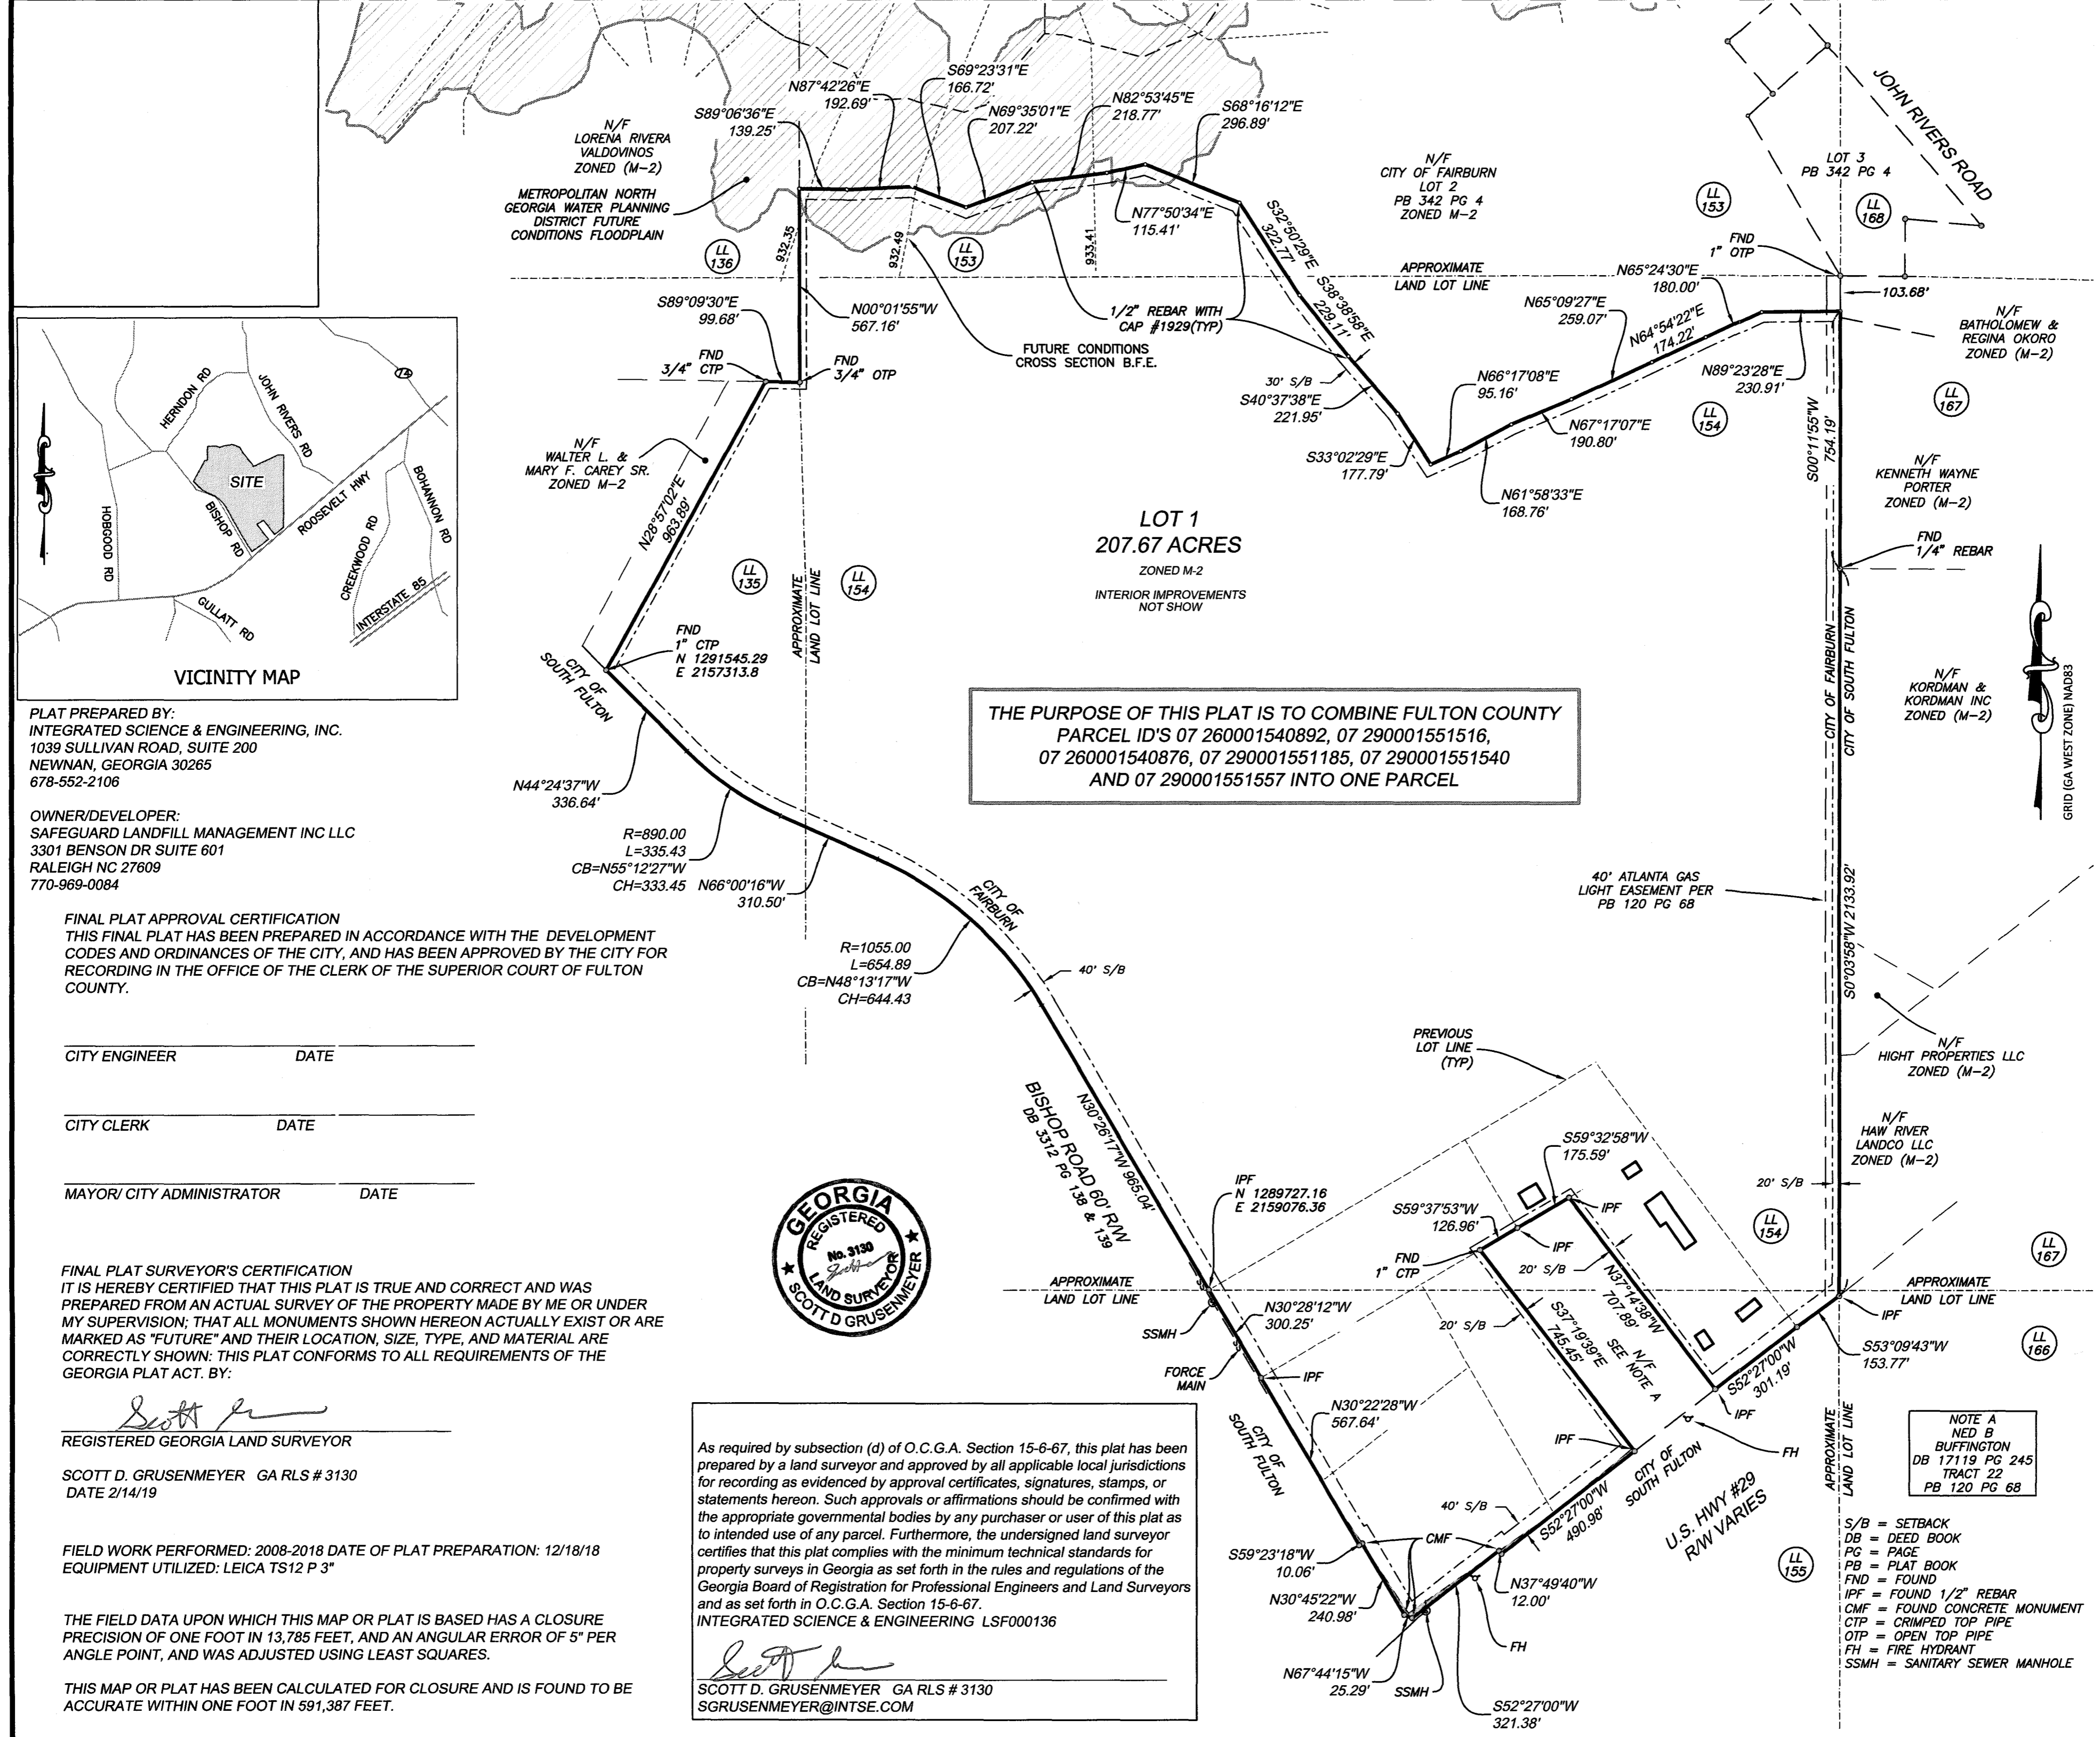 S89°06'36"E
139.25'
N87°42'26"E
192.69'
S69°23'31"E
166.72'
N69°35'01"E
207.22'
N82°53'45"E
218.77'
S68°16'12"E
296.89'
N77°50'34"E
115.41'
N/F
LORENA RIVERA
VALDOVINOS
ZONED (M-2)
METROPOLITAN NORTH
GEORGIA WATER PLANNING
DISTRICT FUTURE
CONDITIONS FLOODPLAIN
LL
136
932.35
932.49
933.41
LL
153
N/F
CITY OF FAIRBURN
LOT 2
PB 342 PG 4
ZONED M-2
LL
153
JOHN RIVERS ROAD
LOT 3
PB 342 PG 4
LL
168
FND
1" OTP
103.68'
APPROXIMATE
LAND LOT LINE
N65°24'30"E
180.00'
N65°09'27"E
259.07'
N64°54'22"E
174.22'
N89°23'28"E
230.91'
N/F
BATHOLOMEW &
REGINA OKORO
ZONED (M-2)
LL
167
S32°50'29"E
322.77'
S38°38'58"E
229.11'
30' S/B
S40°37'38"E
221.95'
S33°02'29"E
177.79'
N66°17'08"E
95.16'
N61°58'33"E
168.76'
N67°17'07"E
190.80'
LL
154
S00°11'55"W
754.19'
S89°09'30"E
99.68'
N00°01'55"W
567.16'
FND
3/4" CTP
FND
3/4" OTP
1/2" REBAR WITH
CAP #1929(TYP)
FUTURE CONDITIONS
CROSS SECTION B.F.E.
N/F
WALTER L. &
MARY F. CAREY SR.
ZONED M-2
N28°57'02"E
963.89'
LL
135
LL
154
APPROXIMATE
LAND LOT LINE
LOT 1
207.67 ACRES
ZONED M-2
INTERIOR IMPROVEMENTS
NOT SHOW
N/F
KENNETH WAYNE
PORTER
ZONED (M-2)
FND
1/4" REBAR
CITY OF FAIRBURN
CITY OF SOUTH FULTON
N/F
KORDMAN &
KORDMAN INC
ZONED (M-2)
GRID (GA WEST ZONE) NAD83
HERNDON RD
JOHN RIVERS RD
74
SITE
HOBGOOD RD
BISHOP RD
ROOSEVELT HWY
BOHANNON RD
CREEKWOOD RD
INTERSTATE 85
GULLATT RD
VICINITY MAP
FND
1" CTP
N 1291545.29
E 2157313.8
CITY OF
SOUTH FULTON
THE PURPOSE OF THIS PLAT IS TO COMBINE FULTON COUNTY
PARCEL ID'S 07 260001540892, 07 290001551516,
07 260001540876, 07 290001551185, 07 290001551540
AND 07 290001551557 INTO ONE PARCEL
PLAT PREPARED BY:
INTEGRATED SCIENCE & ENGINEERING, INC.
1039 SULLIVAN ROAD, SUITE 200
NEWNAN, GEORGIA 30265
678-552-2106
OWNER/DEVELOPER:
SAFEGUARD LANDFILL MANAGEMENT INC LLC
3301 BENSON DR SUITE 601
RALEIGH NC 27609
770-969-0084
N44°24'37"W
336.64'
R=890.00
L=335.43
CB=N55°12'27"W
CH=333.45
N66°00'16"W
310.50'
CITY OF
FAIRBURN
R=1055.00
L=654.89
CB=N48°13'17"W
CH=644.43
40' S/B
40' ATLANTA GAS
LIGHT EASEMENT PER
PB 120 PG 68
S0°03'58"W 2133.92'
FINAL PLAT APPROVAL CERTIFICATION
THIS FINAL PLAT HAS BEEN PREPARED IN ACCORDANCE WITH THE DEVELOPMENT
CODES AND ORDINANCES OF THE CITY, AND HAS BEEN APPROVED BY THE CITY FOR
RECORDING IN THE OFFICE OF THE CLERK OF THE SUPERIOR COURT OF FULTON
COUNTY.
CITY ENGINEER DATE
CITY CLERK DATE
MAYOR/ CITY ADMINISTRATOR DATE
PREVIOUS
LOT LINE
(TYP)
N/F
HIGHT PROPERTIES LLC
ZONED (M-2)
N/F
HAW RIVER
LANDCO LLC
ZONED (M-2)
BISHOP ROAD 60' R/W
DB 3312 PG 138 & 139
N30°26'17"W 965.04'
GEORGIA
REGISTERED
No. 3130
LAND SURVEYOR
SCOTT D GRUSENMEYER
IPF
N 1289727.16
E 2159076.36
S59°32'58"W
175.59'
S59°37'53"W
126.96'
IPF
IPF
FND
1" CTP
20' S/B
20' S/B
LL
154
LL
167
20' S/B
N37°14'38"W
707.89'
S37°19'39"E
745.45'
N/F
SEE NOTE A
APPROXIMATE
LAND LOT LINE
APPROXIMATE
LAND LOT LINE
IPF
LL
166
S53°09'43"W
153.77'
S52°27'00"W
301.19'
IPF
FINAL PLAT SURVEYOR'S CERTIFICATION
IT IS HEREBY CERTIFIED THAT THIS PLAT IS TRUE AND CORRECT AND WAS
PREPARED FROM AN ACTUAL SURVEY OF THE PROPERTY MADE BY ME OR UNDER
MY SUPERVISION; THAT ALL MONUMENTS SHOWN HEREON ACTUALLY EXIST OR ARE
MARKED AS "FUTURE" AND THEIR LOCATION, SIZE, TYPE, AND MATERIAL ARE
CORRECTLY SHOWN: THIS PLAT CONFORMS TO ALL REQUIREMENTS OF THE
GEORGIA PLAT ACT. BY:
REGISTERED GEORGIA LAND SURVEYOR
SCOTT D. GRUSENMEYER GA RLS # 3130
DATE 2/14/19
FIELD WORK PERFORMED: 2008-2018 DATE OF PLAT PREPARATION: 12/18/18
EQUIPMENT UTILIZED: LEICA TS12 P 3"
THE FIELD DATA UPON WHICH THIS MAP OR PLAT IS BASED HAS A CLOSURE
PRECISION OF ONE FOOT IN 13,785 FEET, AND AN ANGULAR ERROR OF 5" PER
ANGLE POINT, AND WAS ADJUSTED USING LEAST SQUARES.
THIS MAP OR PLAT HAS BEEN CALCULATED FOR CLOSURE AND IS FOUND TO BE
ACCURATE WITHIN ONE FOOT IN 591,387 FEET.
SSMH
FORCE
MAIN
N30°28'12"W
300.25'
IPF
N30°22'28"W
567.64'
CITY OF
SOUTH FULTON
As required by subsection (d) of O.C.G.A. Section 15-6-67, this plat has been
prepared by a land surveyor and approved by all applicable local jurisdictions
for recording as evidenced by approval certificates, signatures, stamps, or
statements hereon. Such approvals or affirmations should be confirmed with
the appropriate governmental bodies by any purchaser or user of this plat as
to intended use of any parcel. Furthermore, the undersigned land surveyor
certifies that this plat complies with the minimum technical standards for
property surveys in Georgia as set forth in the rules and regulations of the
Georgia Board of Registration for Professional Engineers and Land Surveyors
and as set forth in O.C.G.A. Section 15-6-67.
INTEGRATED SCIENCE & ENGINEERING LSF000136
SCOTT D. GRUSENMEYER GA RLS # 3130
SGRUSENMEYER@INTSE.COM
IPF
CITY OF
SOUTH FULTON
FH
40' S/B
S52°27'00"W
490.98'
CMF
S59°23'18"W
10.06'
N30°45'22"W
240.98'
N37°49'40"W
12.00'
FH
N67°44'15"W
25.29'
SSMH
S52°27'00"W
321.38'
U.S. HWY #29
R/W VARIES
APPROXIMATE
LAND LOT LINE
LL
155
NOTE A
NED B
BUFFINGTON
DB 17119 PG 245
TRACT 22
PB 120 PG 68
S/B = SETBACK
DB = DEED BOOK
PG = PAGE
PB = PLAT BOOK
FND = FOUND
IPF = FOUND 1/2" REBAR
CMF = FOUND CONCRETE MONUMENT
CTP = CRIMPED TOP PIPE
OTP = OPEN TOP PIPE
FH = FIRE HYDRANT
SSMH = SANITARY SEWER MANHOLE